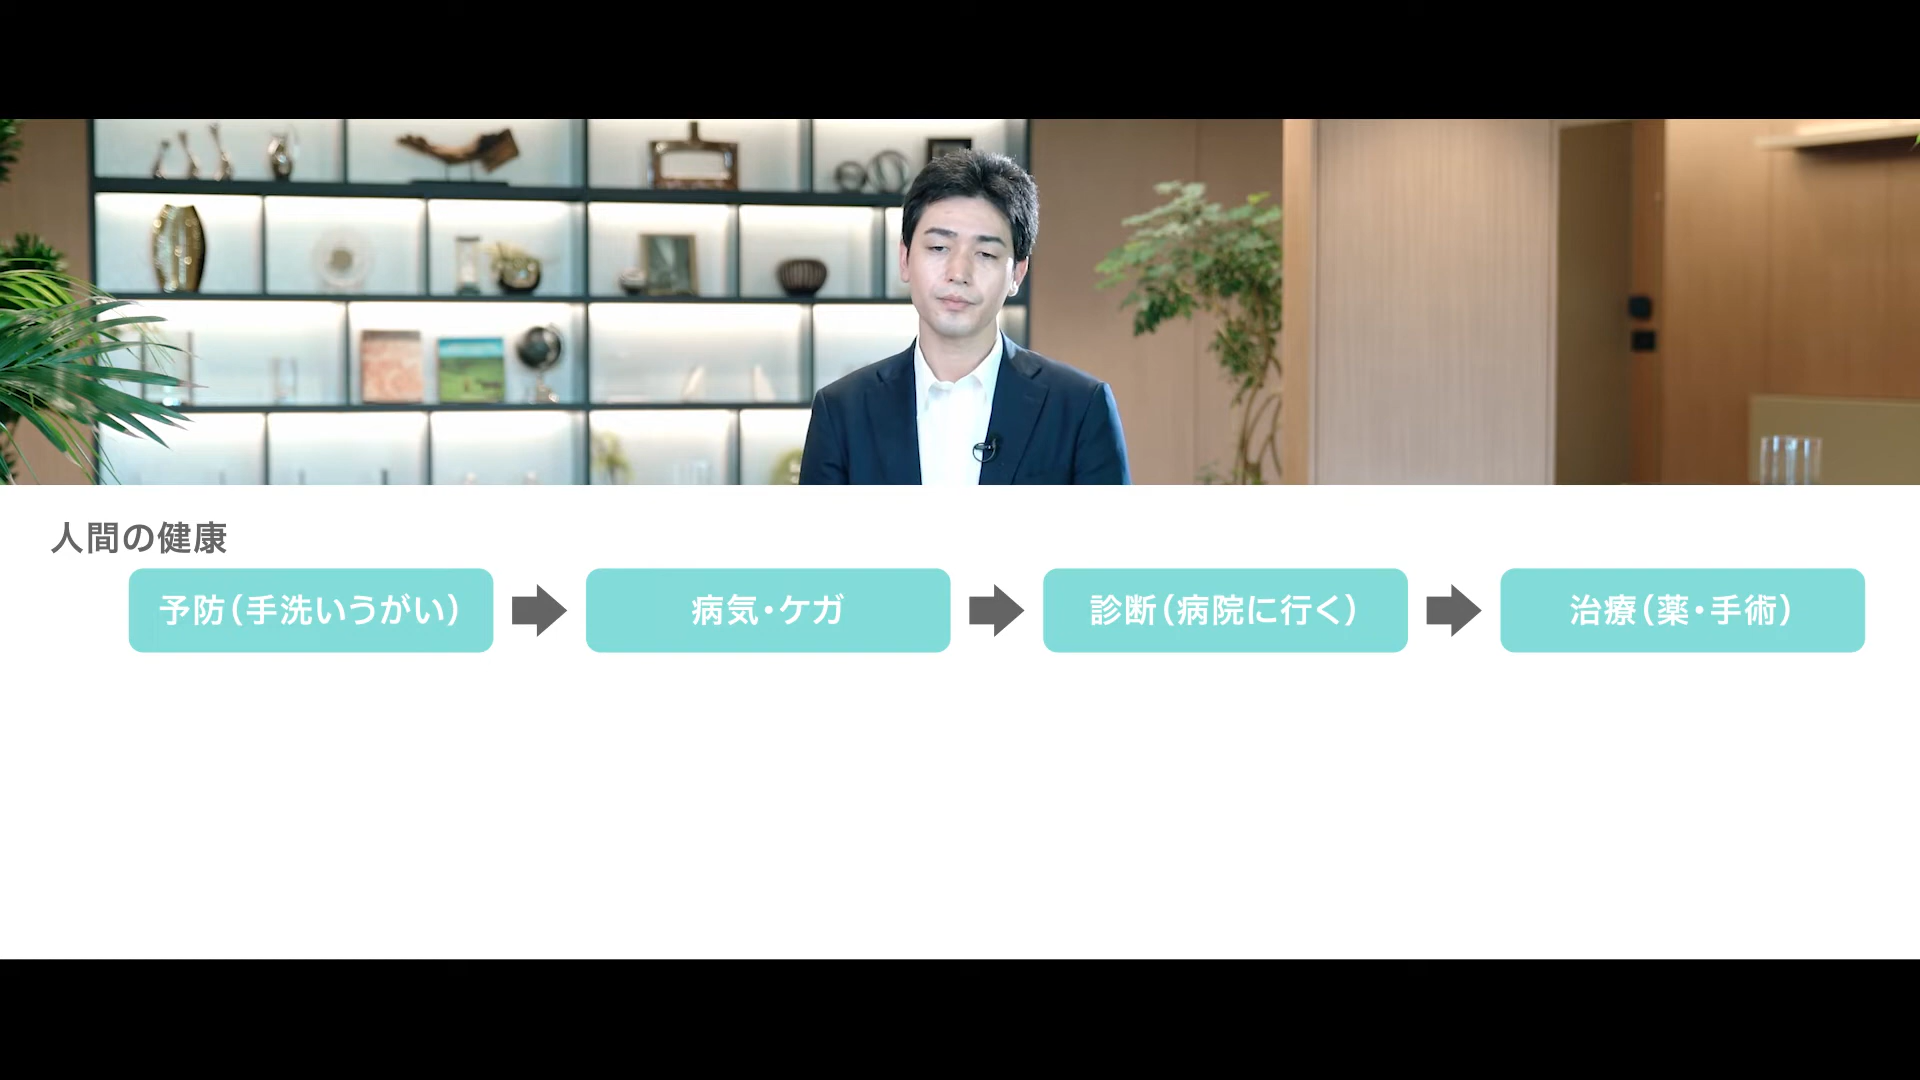 人間の健康
予防（手洗いうがい）
病気・ケガ
診断（病院に行く）
治療（薬・手術）